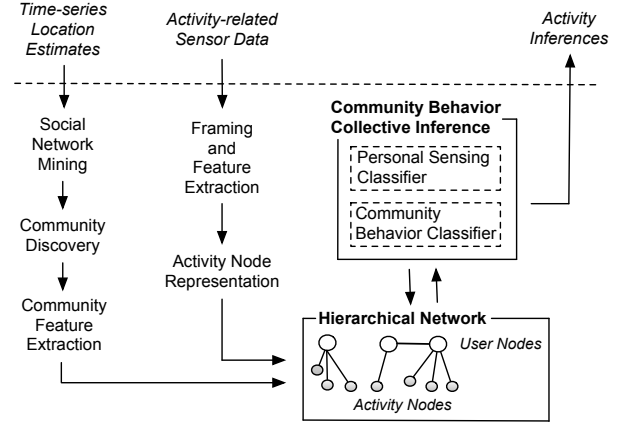 Time-series
Location
Estimates
Activity-related
Sensor Data
Activity
Inferences
Social
Network
Mining
Community
Discovery
Community
Feature
Extraction
Framing
and
Feature
Extraction
Activity Node
Representation
Community Behavior
Collective Inference
Personal Sensing
Classifier
Community
Behavior Classifier
Hierarchical Network
User Nodes
Activity Nodes